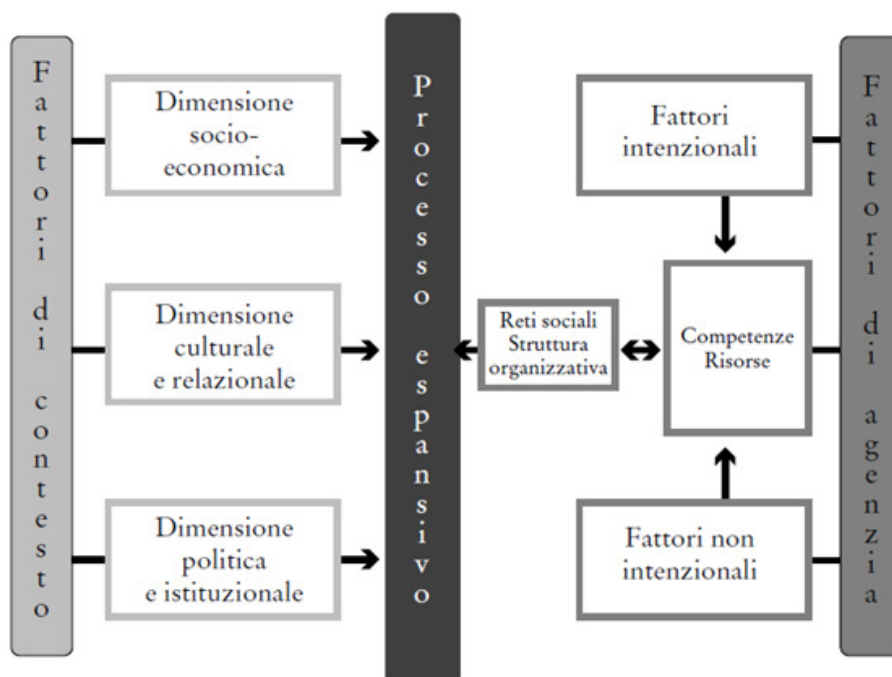 Fattori di contesto
Dimensione
socio-
economica
Dimensione
culturale
e relazionale
Dimensione
politica
e istituzionale
Processo espansivo
Reti sociali
Struttura
organizzativa
Fattori
intenzionali
Competenze
Risorse
Fattori non
intenzionali
Fattori di agenzia